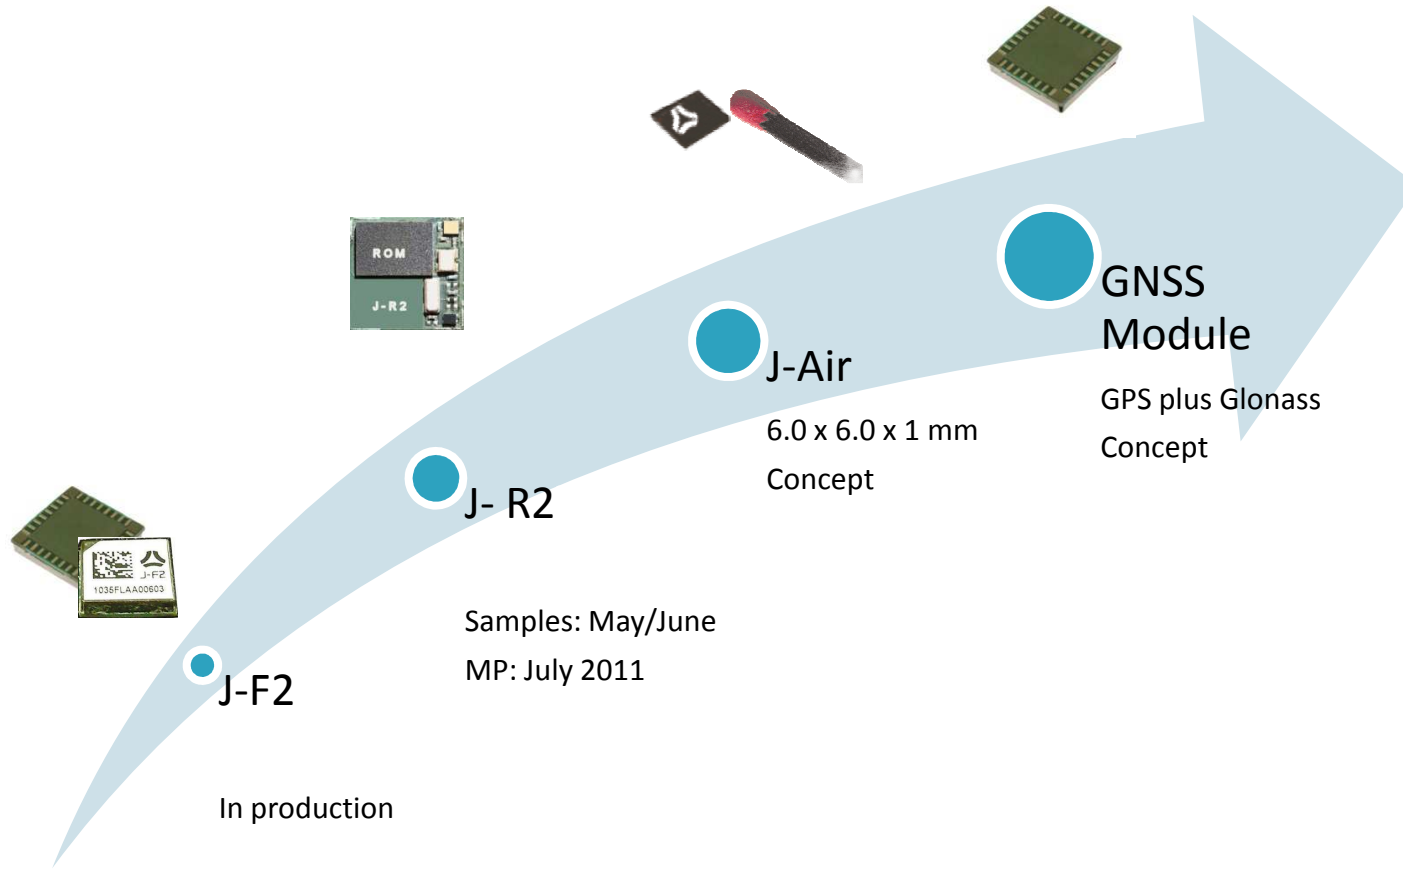 ROM
J-R2
J-F2
1035FLAA00603
J-F2
In production
J- R2
Samples: May/June
MP: July 2011
J-Air
6.0 x 6.0 x 1 mm
Concept
GNSS
Module
GPS plus Glonass
Concept